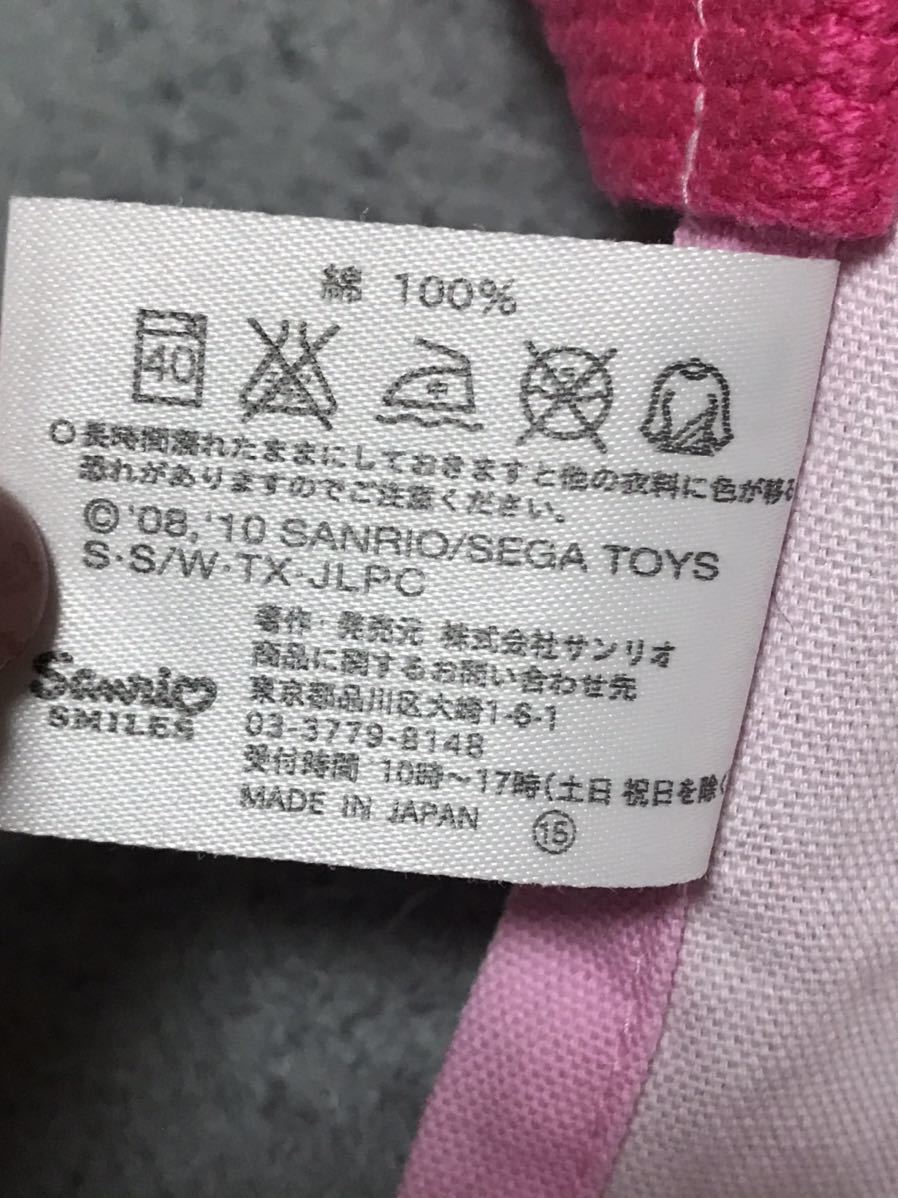 綿 100%
40
○長時間濡れたままにしておきますと他の衣料に色が移る
恐れがありますのでご注意ください。
©'08,'10 SANRIO/SEGA TOYS
S·S/W·TX·JLPC
著作・発売元 株式会社サンリオ
商品に関するお問い合わせ先
東京都品川区大崎1-6-1
03-3779-8148
受付時間 10時～17時(土日 祝日を除く
MADE IN JAPAN
⑮
Sanrio
SMILES